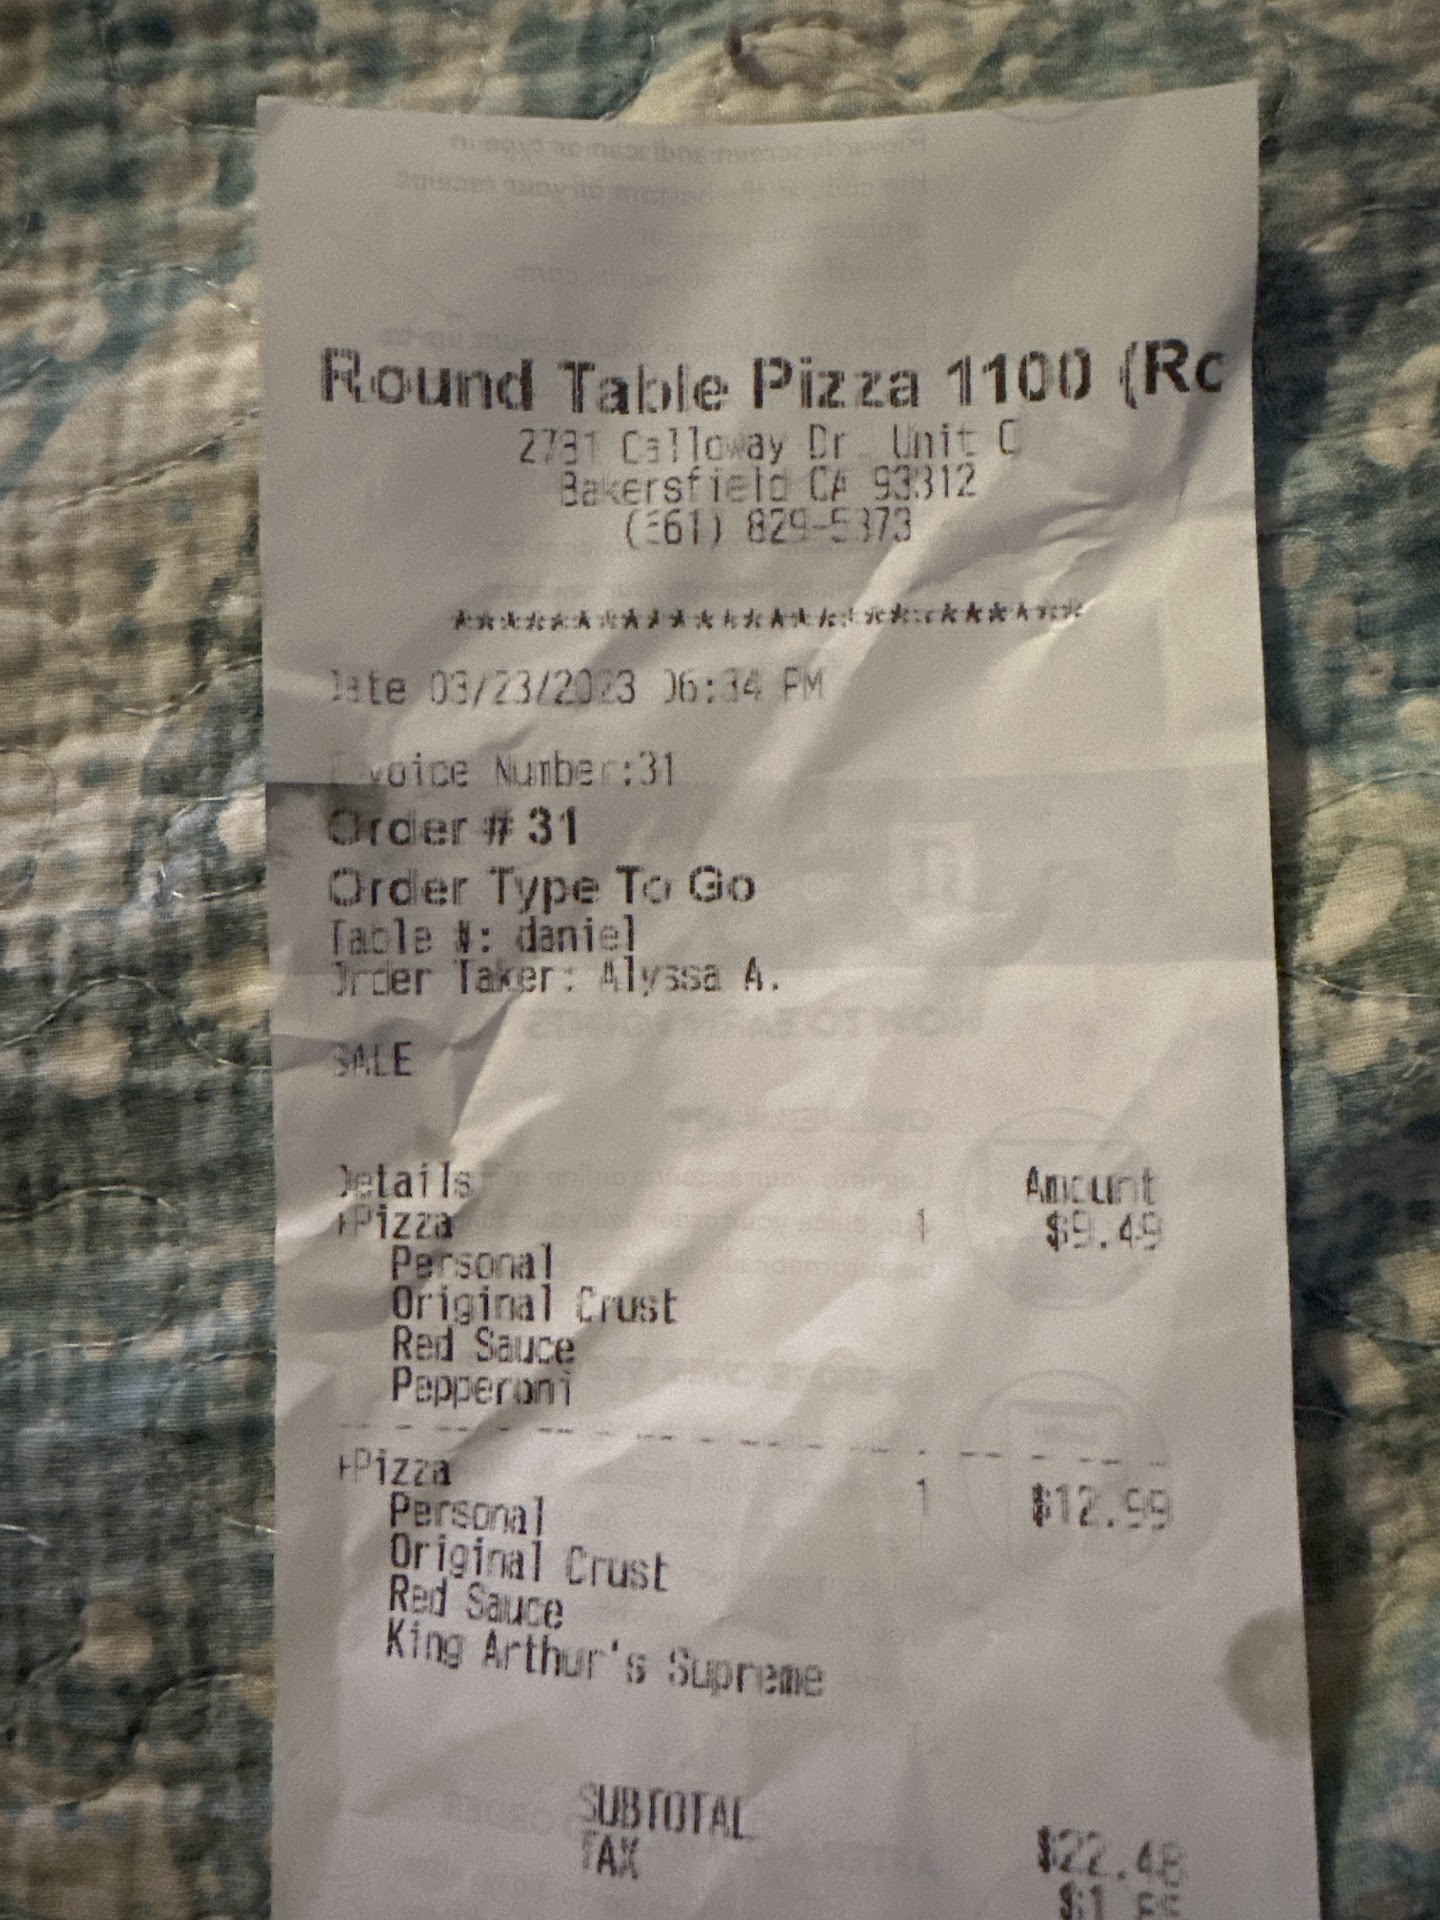 Round Table Pizza 1100 (Rc
2781 Calloway Dr Unit C
Bakersfield CA 93312
(661) 829-5373
**************************
Date 03/23/2023 06:34 PM
Invoice Number:31
Order # 31
Order Type To Go
Table #: daniel
Order Taker: Alyssa A.
SALE
Details Amount
+Pizza 1 $9.49
Personal
Original Crust
Red Sauce
Pepperoni
+Pizza 1 $12.99
Personal
Original Crust
Red Sauce
King Arthur's Supreme
SUBTOTAL $22.48
TAX